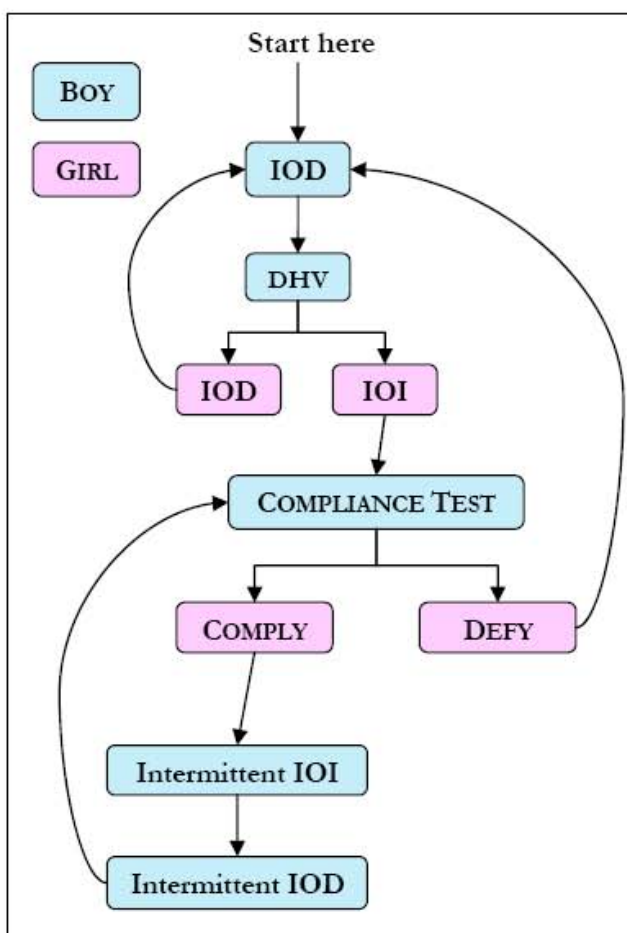 Start here
BOY
GIRL
IOD
DHV
IOD IOI
COMPLIANCE TEST
COMPLY DEFY
Intermittent IOI
Intermittent IOD